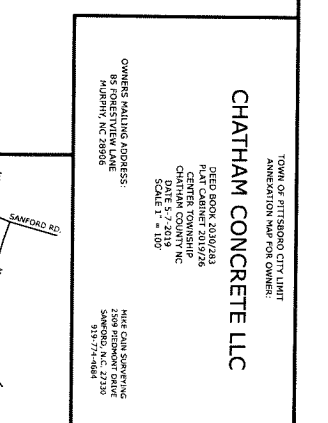 TOWN OF PITTSBORO CITY LIMIT
ANNEXATION MAP FOR OWNER:
CHATHAM CONCRETE LLC
DEED BOOK 2030/283
PLAT CABINET 2019/26
CENTER TOWNSHIP
CHATHAM COUNTY NC
DATE 5-7-2019
SCALE 1" = 100'
OWNERS MAILING ADDRESS:
85 FORESTVIEW LANE
MURPHY, NC 28906
MIKE CAIN SURVEYING
2509 PIEDMONT DRIVE
SANFORD, N.C. 27330
919-774-4684
SANFORD RD.